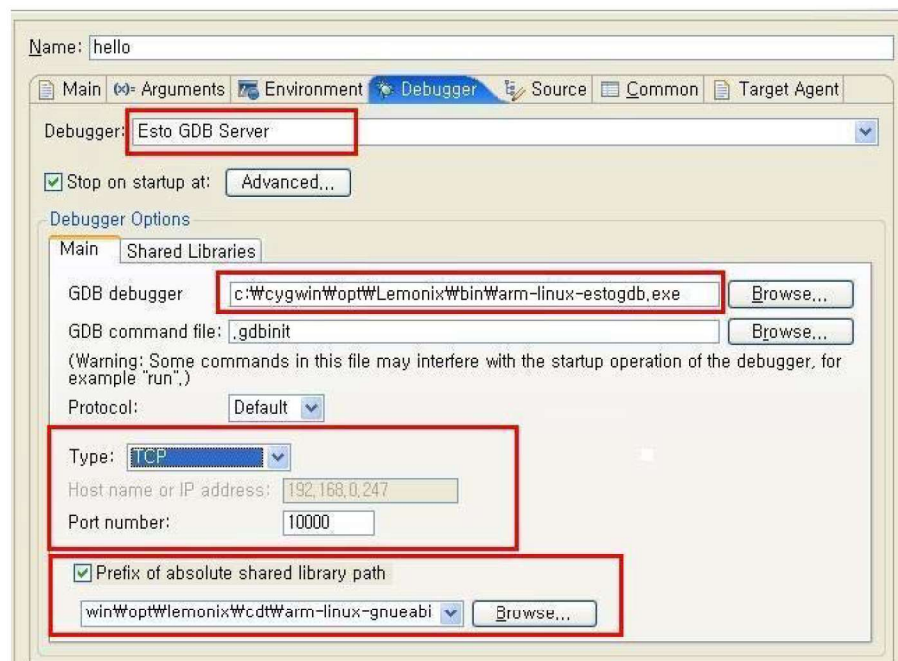 Name: hello
Main (x)= Arguments Environment Debugger Source Common Target Agent
Debugger: Esto GDB Server
Stop on startup at: Advanced...
Debugger Options
Main Shared Libraries
GDB debugger c:₩cygwin₩opt₩Lemonix₩bin₩arm-linux-estogdb.exe Browse...
GDB command file: .gdbinit Browse...
(Warning: Some commands in this file may interfere with the startup operation of the debugger, for
example "run".)
Protocol: Default
Type: TCP
Host name or IP address: 192.168.0.247
Port number: 10000
Prefix of absolute shared library path
win₩opt₩lemonix₩cdt₩arm-linux-gnueabi Browse...